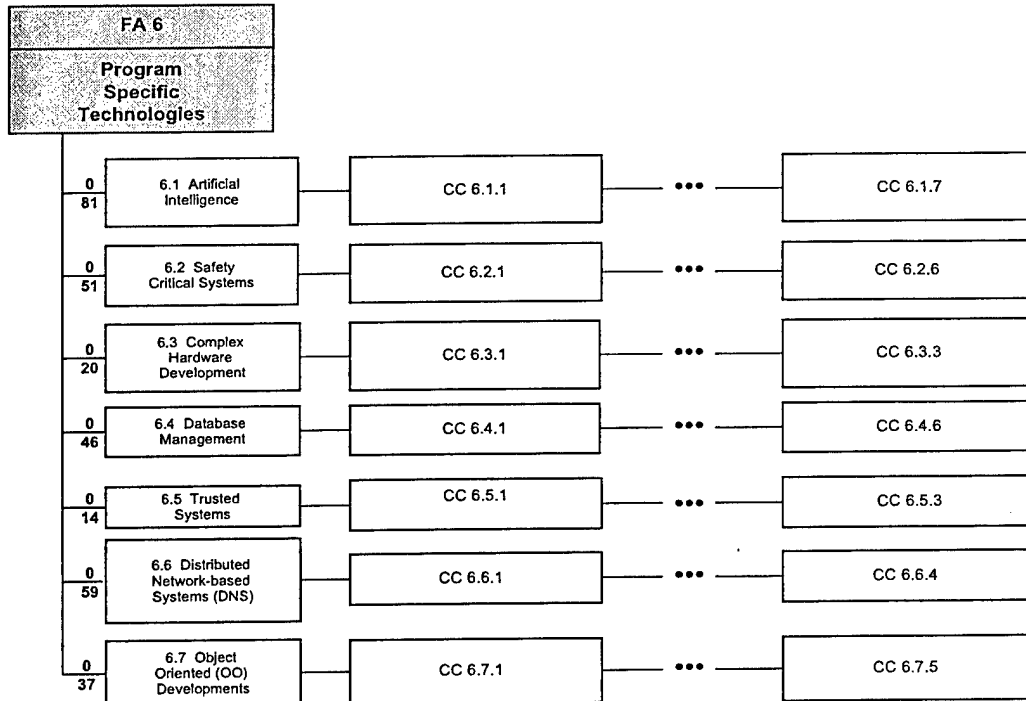 FA 6
Program
Specific
Technologies
0
81
6.1 Artificial
Intelligence
CC 6.1.1
•••
CC 6.1.7
0
51
6.2 Safety
Critical Systems
CC 6.2.1
•••
CC 6.2.6
0
20
6.3 Complex
Hardware
Development
CC 6.3.1
•••
CC 6.3.3
0
46
6.4 Database
Management
CC 6.4.1
•••
CC 6.4.6
0
14
6.5 Trusted
Systems
CC 6.5.1
•••
CC 6.5.3
0
59
6.6 Distributed
Network-based
Systems (DNS)
CC 6.6.1
•••
CC 6.6.4
0
37
6.7 Object
Oriented (OO)
Developments
CC 6.7.1
•••
CC 6.7.5